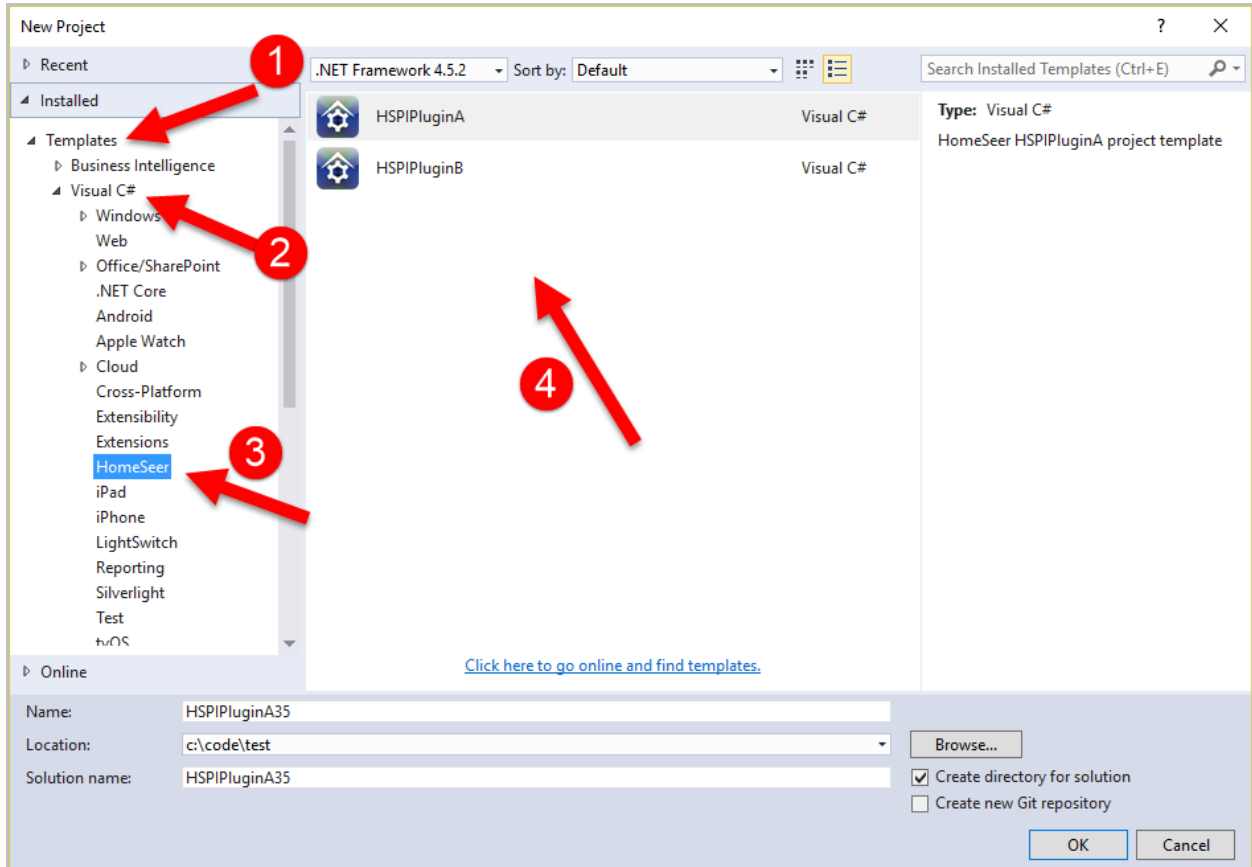 New Project
?
Recent
1
.NET Framework 4.5.2
Sort by: Default
Search Installed Templates (Ctrl+E)
Installed
Templates
Business Intelligence
Visual C#
Windows
Web
2
Office/SharePoint
.NET Core
Android
Apple Watch
Cloud
Cross-Platform
Extensibility
Extensions
3
HomeSeer
iPad
iPhone
LightSwitch
Reporting
Silverlight
Test
tvOS
Online
HSPIPluginA Visual C#
HSPIPluginB Visual C#
4
Click here to go online and find templates.
Type: Visual C#
HomeSeer HSPIPluginA project template
Name: HSPIPluginA35
Location: c:\code\test
Browse...
Solution name: HSPIPluginA35
Create directory for solution
Create new Git repository
OK Cancel